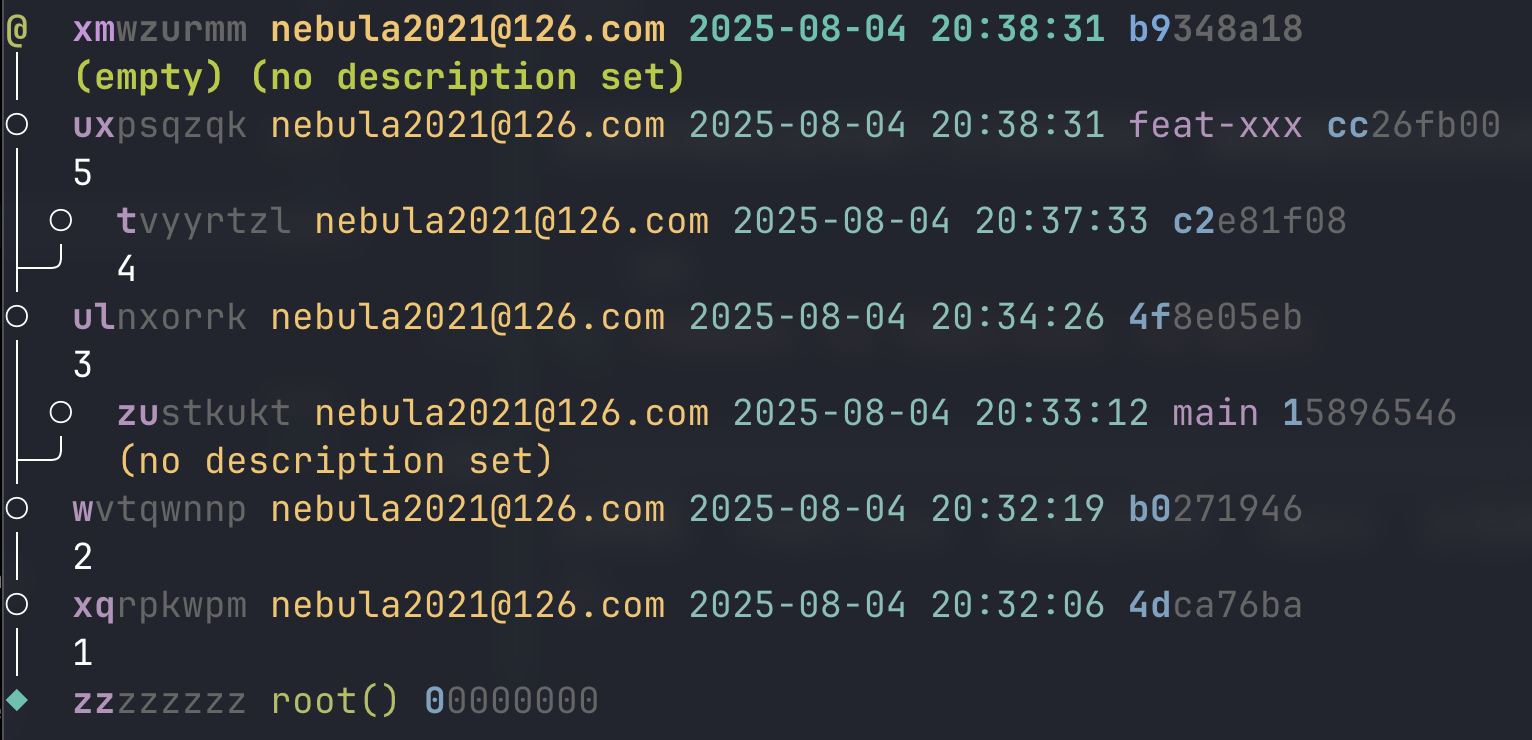 @ xmwzurmm nebula2021@126.com 2025-08-04 20:38:31 b9348a18
(empty) (no description set)
uxpsqzqk nebula2021@126.com 2025-08-04 20:38:31 feat-xxx cc26fb00
5
tvyyrtzl nebula2021@126.com 2025-08-04 20:37:33 c2e81f08
4
ulnxorrk nebula2021@126.com 2025-08-04 20:34:26 4f8e05eb
3
zustkukt nebula2021@126.com 2025-08-04 20:33:12 main 15896546
(no description set)
wvtqwnnp nebula2021@126.com 2025-08-04 20:32:19 b0271946
2
xqrpkwpm nebula2021@126.com 2025-08-04 20:32:06 4dca76ba
1
zzzzzzzz root() 00000000